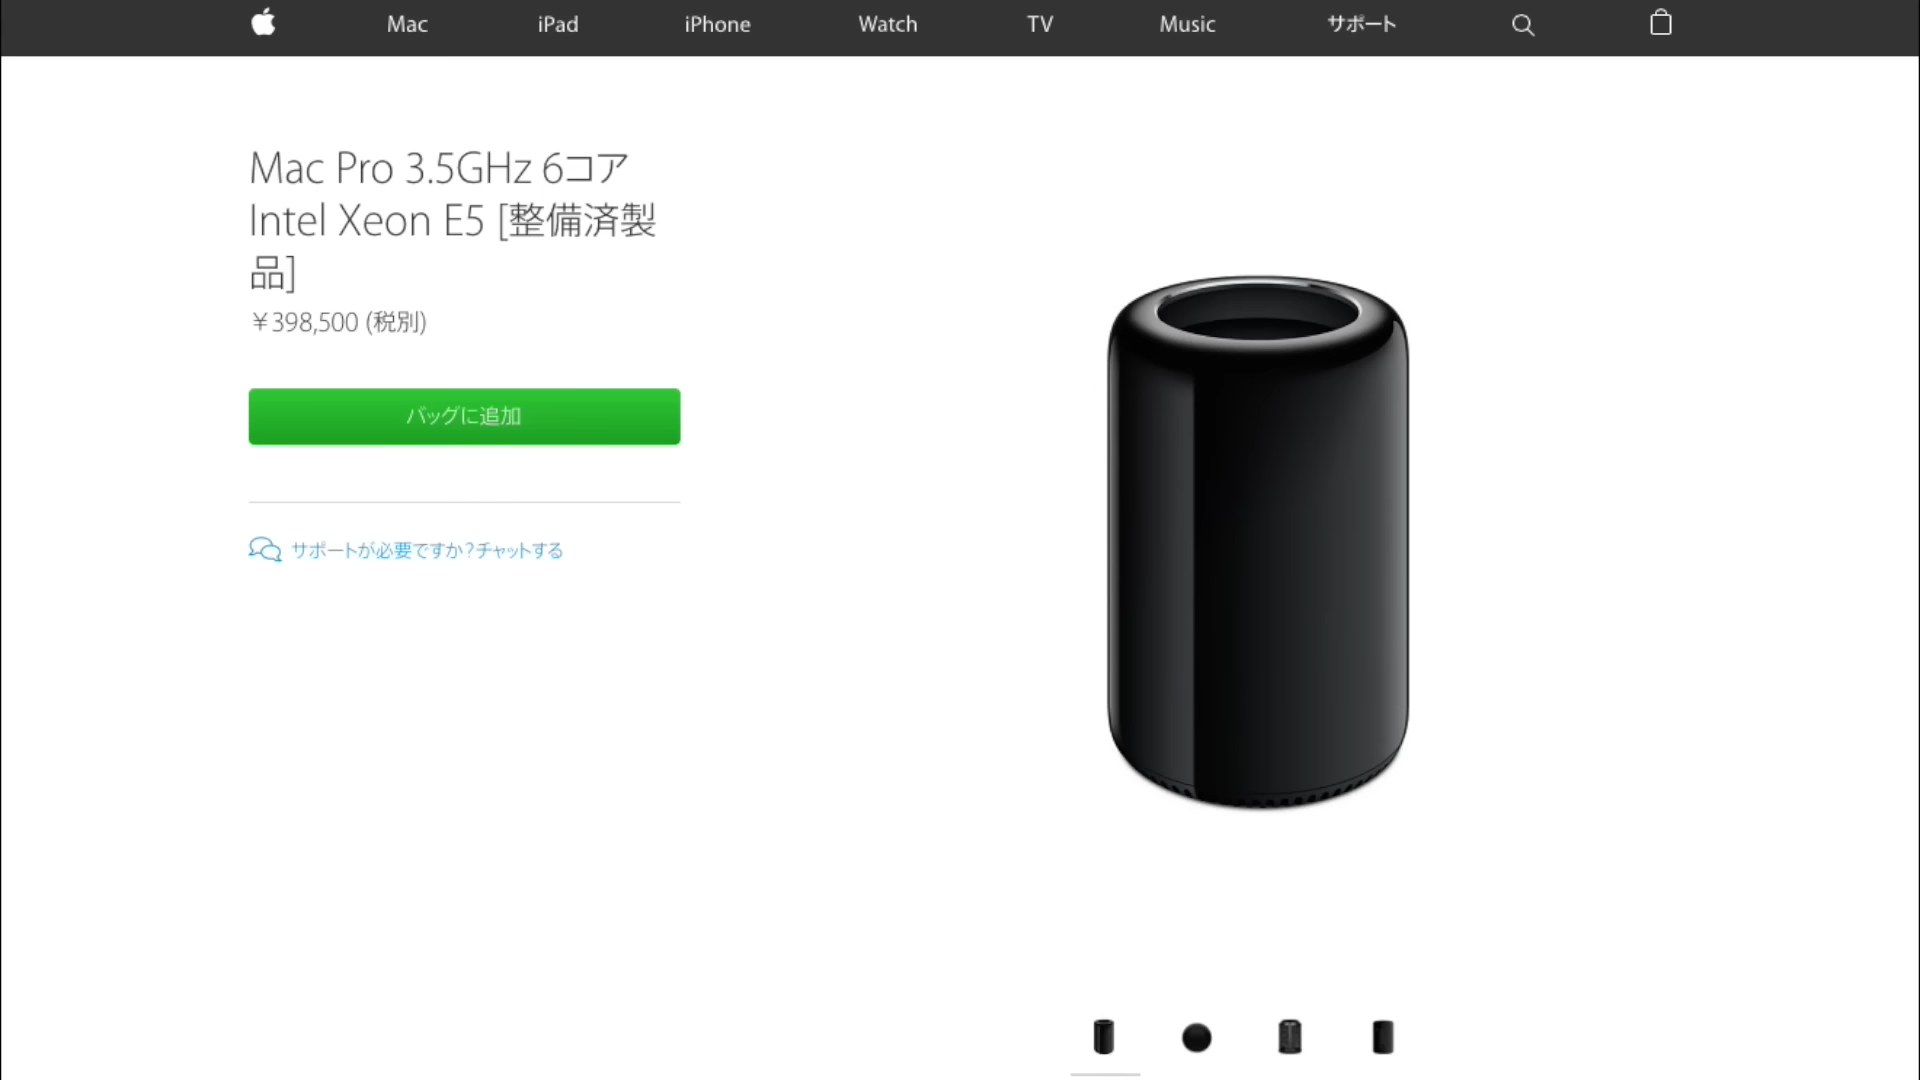 Mac
iPad
iPhone
Watch
TV
Music
サポート
Mac Pro 3.5GHz 6コア
Intel Xeon E5 [整備済製
品]
￥398,500 (税別)
バッグに追加
サポートが必要ですか？チャットする